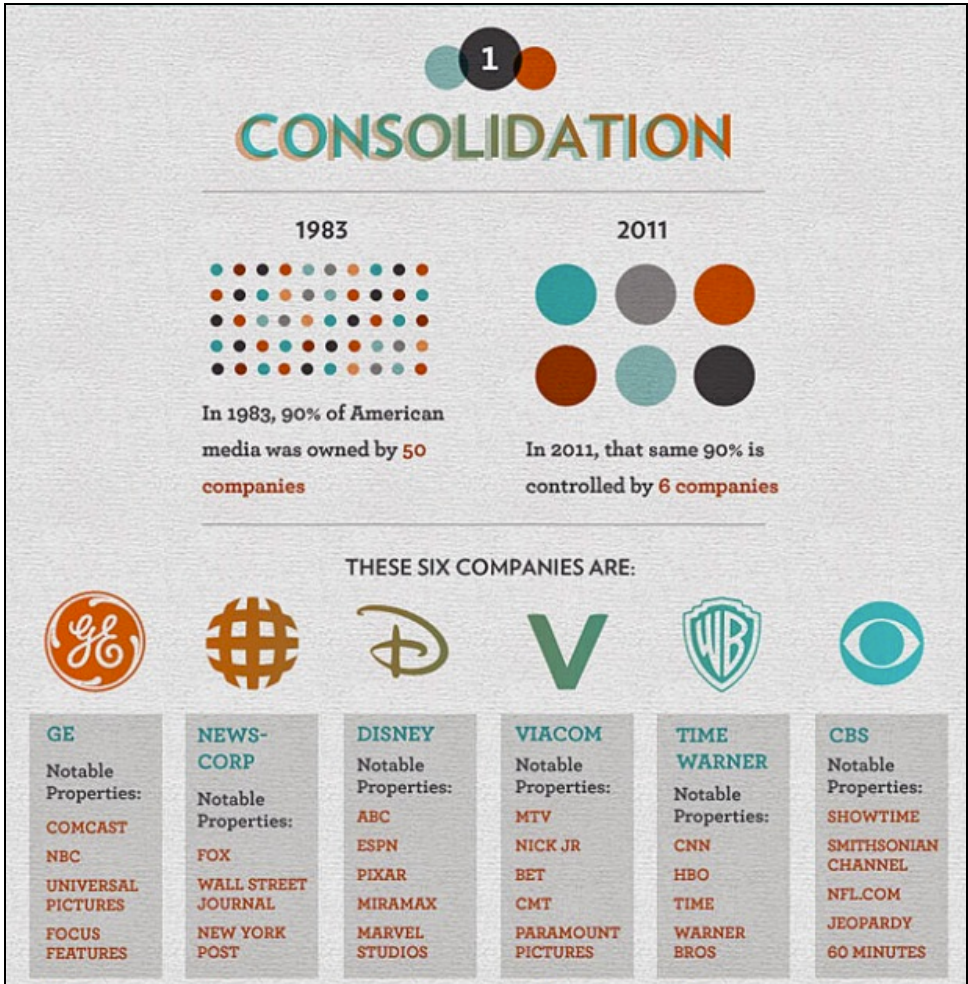 1
CONSOLIDATION
1983
In 1983, 90% of American
media was owned by 50
companies
2011
In 2011, that same 90% is
controlled by 6 companies
THESE SIX COMPANIES ARE:
GE
V
WB
GE
Notable
Properties:
COMCAST
NBC
UNIVERSAL
PICTURES
FOCUS
FEATURES
NEWS-
CORP
Notable
Properties:
FOX
WALL STREET
JOURNAL
NEW YORK
POST
DISNEY
Notable
Properties:
ABC
ESPN
PIXAR
MIRAMAX
MARVEL
STUDIOS
VIACOM
Notable
Properties:
MTV
NICK JR
BET
CMT
PARAMOUNT
PICTURES
TIME
WARNER
Notable
Properties:
CNN
HBO
TIME
WARNER
BROS
CBS
Notable
Properties:
SHOWTIME
SMITHSONIAN
CHANNEL
NFL.COM
JEOPARDY
60 MINUTES